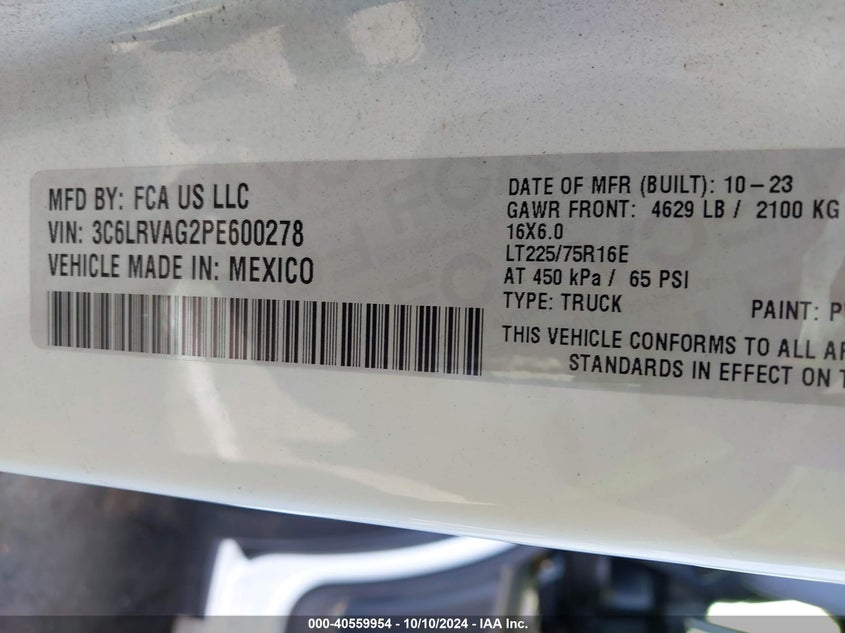 MFD BY: FCA US LLC
VIN: 3C6LRVAG2PE600278
VEHICLE MADE IN: MEXICO
DATE OF MFR (BUILT): 10-23
GAWR FRONT: 4629 LB / 2100 KG
16X6.0
LT225/75R16E
AT 450 kPa / 65 PSI
TYPE: TRUCK PAINT:
THIS VEHICLE CONFORMS TO ALL
STANDARDS IN EFFECT ON
000-40559954 - 10/10/2024 - IAA Inc.